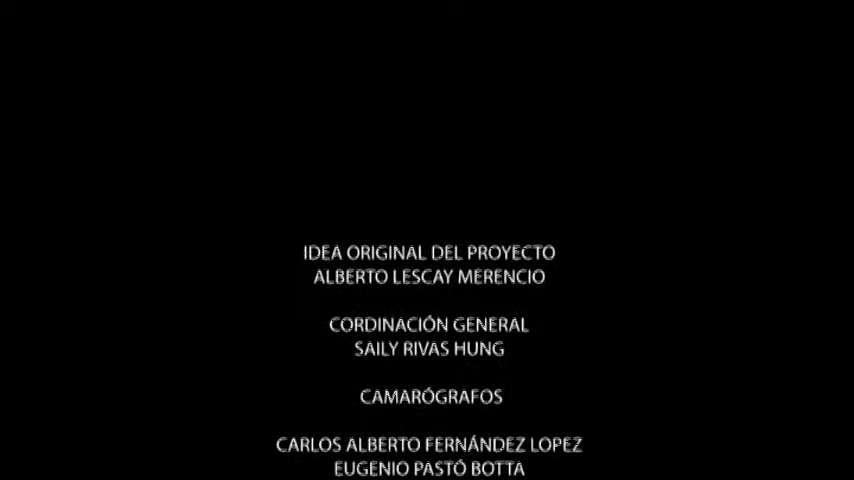 IDEA ORIGINAL DEL PROYECTO
ALBERTO LESCAY MERENCIO
CORDINACIÓN GENERAL
SAILY RIVAS HUNG
CAMARÓGRAFOS
CARLOS ALBERTO FERNÁNDEZ LOPEZ
EUGENIO PASTÓ BOTTA